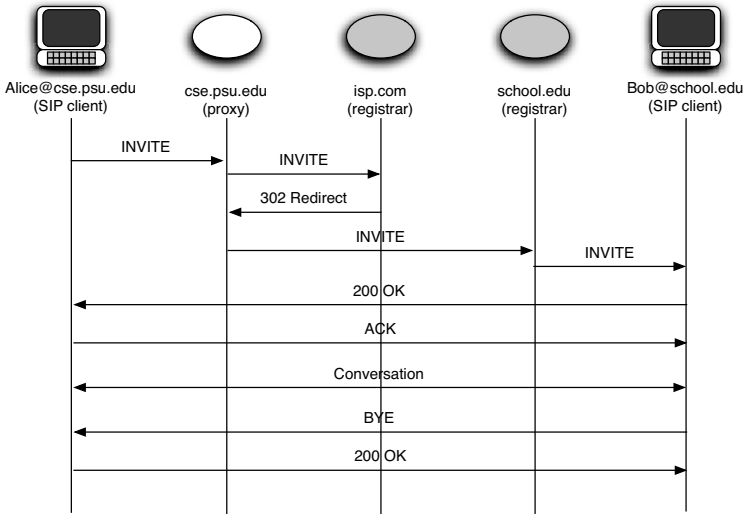 Alice@cse.psu.edu
(SIP client)
cse.psu.edu
(proxy)
isp.com
(registrar)
school.edu
(registrar)
Bob@school.edu
(SIP client)
INVITE
INVITE
302 Redirect
INVITE
INVITE
200 OK
ACK
Conversation
BYE
200 OK